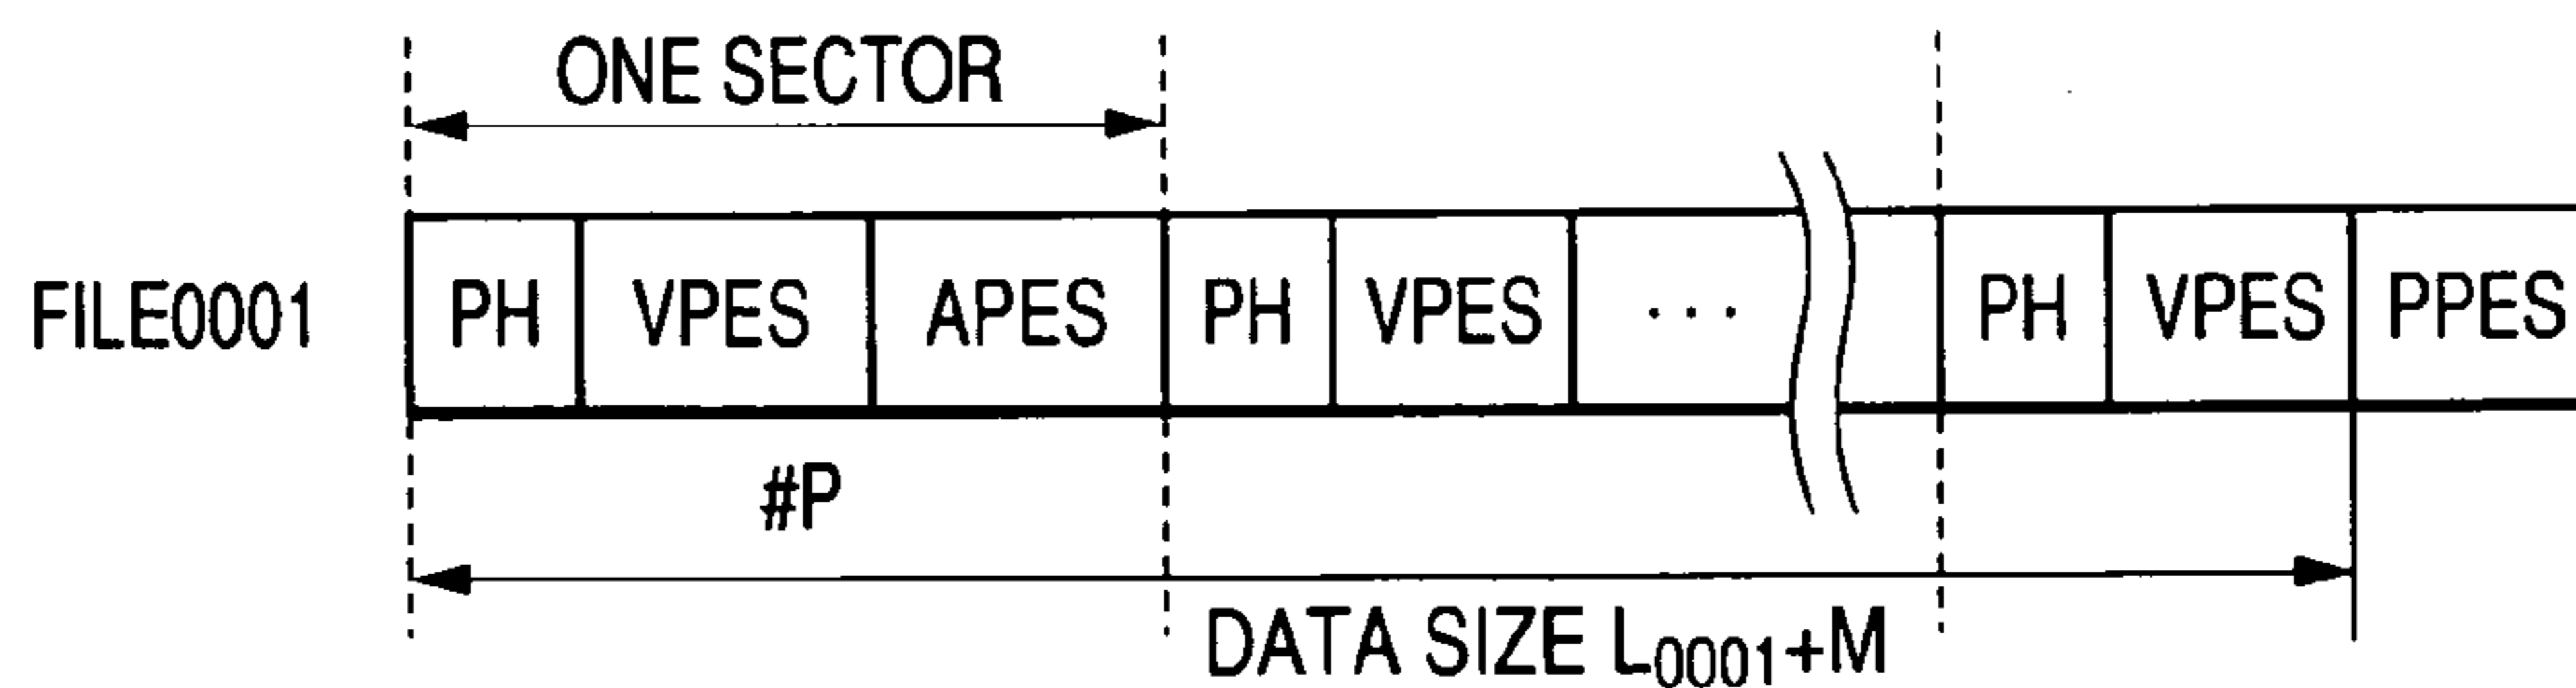 ONE SECTOR
FILE0001 PH VPES APES PH VPES ... PH VPES PPES
#P
DATA SIZE L0001+M